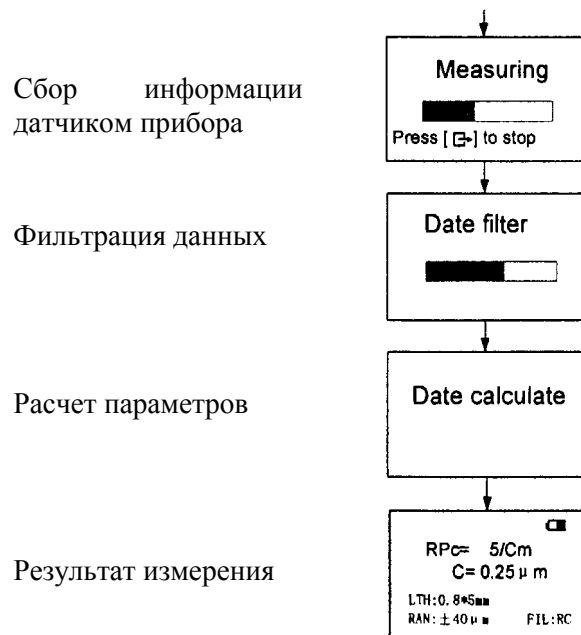 Сбор информации
датчиком прибора
Measuring
Press [ ] to stop
Фильтрация данных
Date filter
Расчет параметров
Date calculate
Результат измерения
RPc= 5/Cm
C= 0.25 μ m
LTH:0.8*5mm
RAN: ±40 μ m FIL:RC